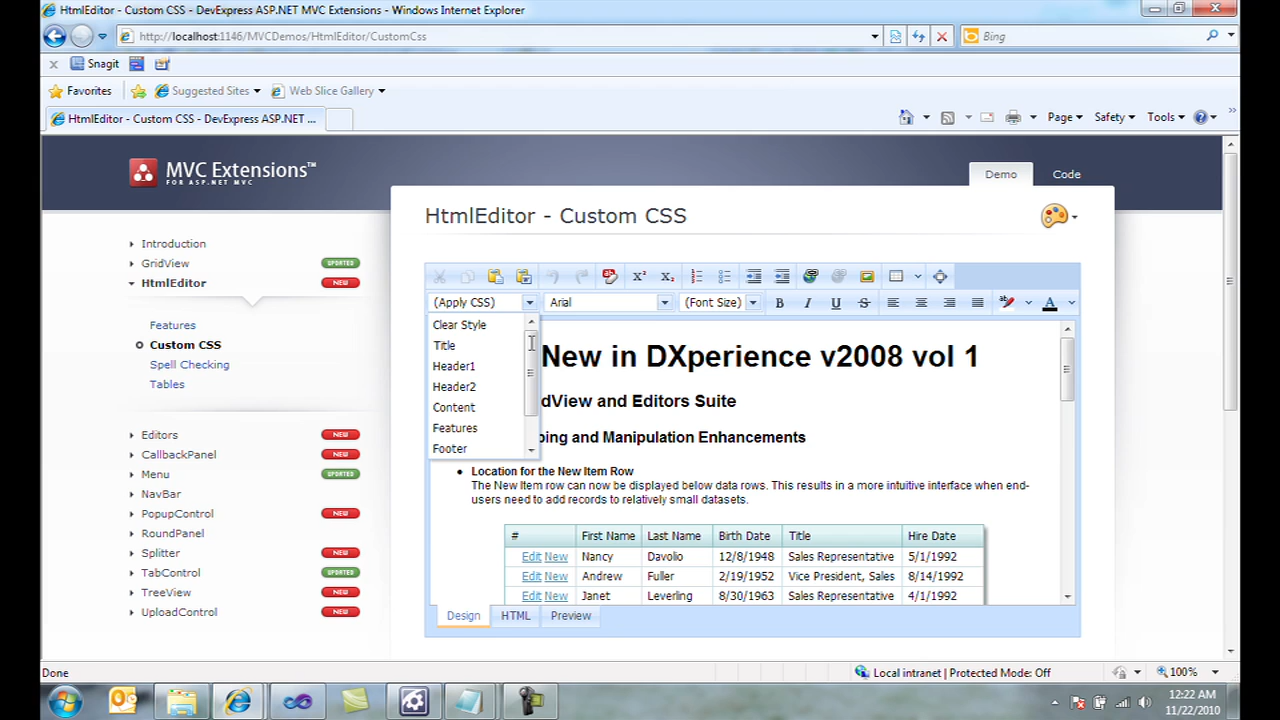 HtmlEditor - Custom CSS - DevExpress ASP.NET MVC Extensions - Windows Internet Explorer
http://localhost:1146/MVCDemos/HtmlEditor/CustomCss
Bing
x Snagit
Favorites Suggested Sites Web Slice Gallery
HtmlEditor - Custom CSS - DevExpress ASP.NET ...
Page Safety Tools
MVC Extensions™
FOR ASP.NET MVC
Demo Code
HtmlEditor - Custom CSS
Introduction
GridView UPDATED
HtmlEditor NEW
Features
Custom CSS
Spell Checking
Tables
Editors NEW
CallbackPanel NEW
Menu UPDATED
NavBar
PopupControl NEW
RoundPanel
Splitter NEW
TabControl UPDATED
TreeView NEW
UploadControl NEW
(Apply CSS) Arial (Font Size) B I U S
Clear Style
Title
Header1
Header2
Content
Features
Footer
New in DXperience v2008 vol 1
dView and Editors Suite
ping and Manipulation Enhancements
Location for the New Item Row
The New Item row can now be displayed below data rows. This results in a more intuitive interface when end-
users need to add records to relatively small datasets.
# First Name Last Name Birth Date Title Hire Date
Edit New Nancy Davolio 12/8/1948 Sales Representative 5/1/1992
Edit New Andrew Fuller 2/19/1952 Vice President, Sales 8/14/1992
Edit New Janet Leverling 8/30/1963 Sales Representative 4/1/1992
Design HTML Preview
Done Local intranet | Protected Mode: Off 100%
12:22 AM
11/22/2010